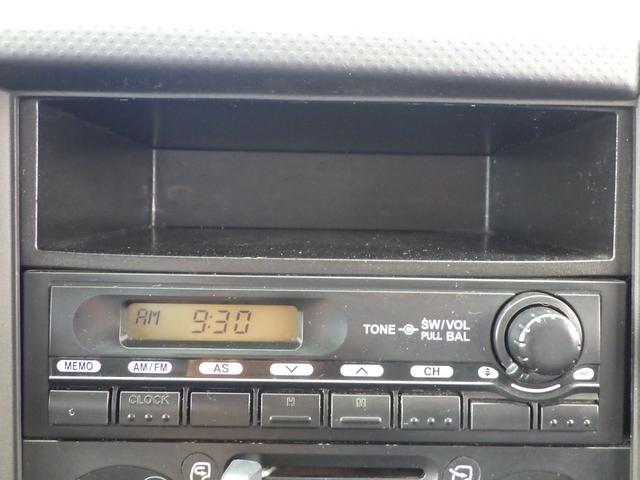 AM 9:30
TONE SW/VOL
PULL BAL
MEMO AM/FM AS CH
CLOCK H M